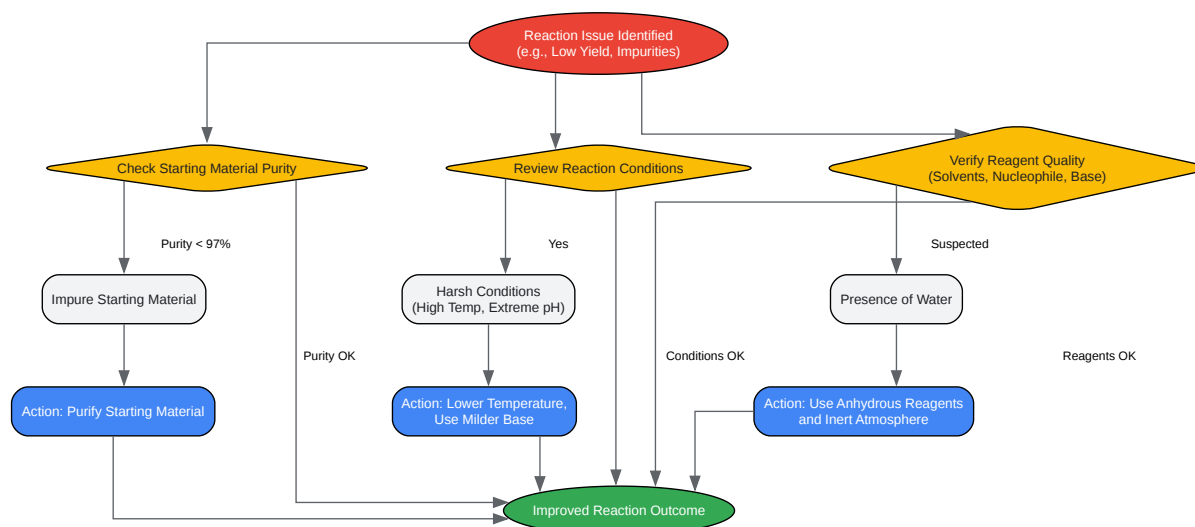 Reaction Issue Identified
(e.g., Low Yield, Impurities)
Check Starting Material Purity
Review Reaction Conditions
Verify Reagent Quality
(Solvents, Nucleophile, Base)
Purity < 97%
Yes
Suspected
Impure Starting Material
Harsh Conditions
(High Temp, Extreme pH)
Presence of Water
Purity OK
Conditions OK
Reagents OK
Action: Purify Starting Material
Action: Lower Temperature,
Use Milder Base
Action: Use Anhydrous Reagents
and Inert Atmosphere
Improved Reaction Outcome